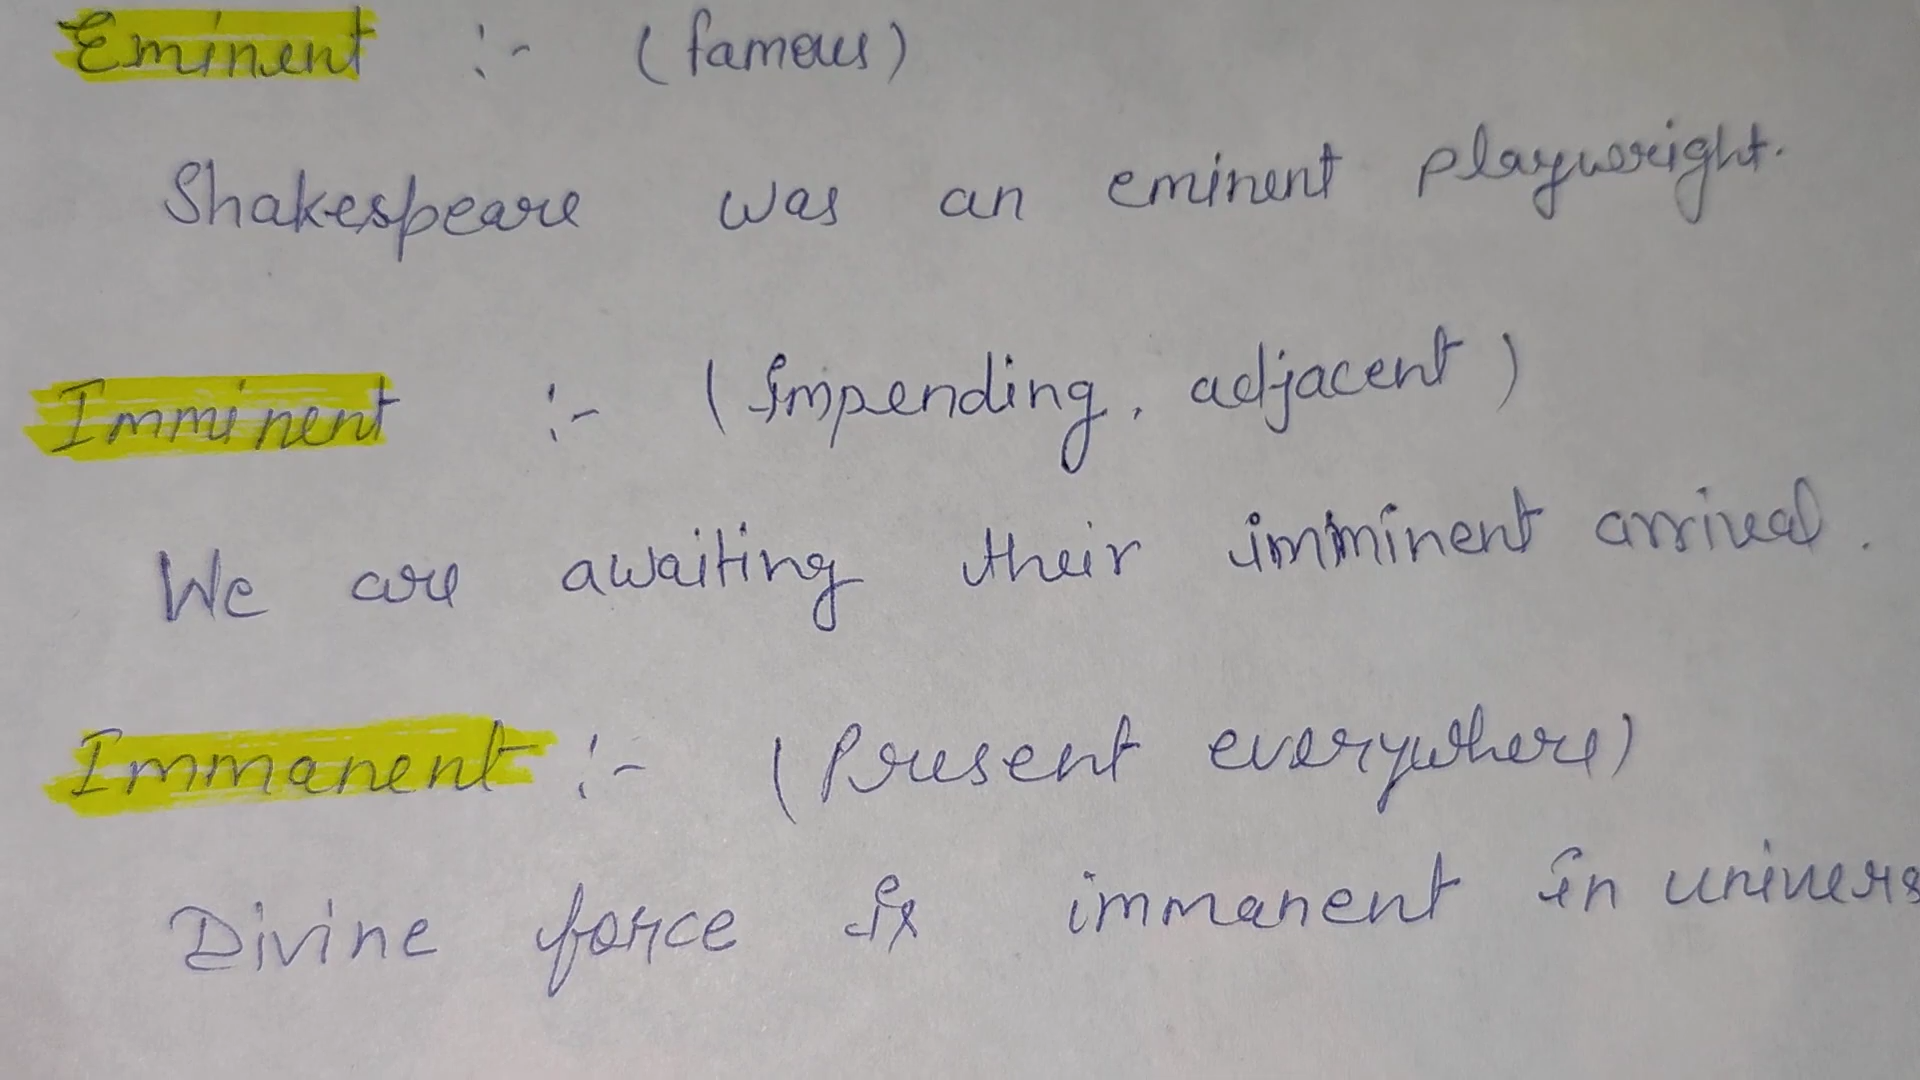 Eminent :- (famous)
Shakespeare was an eminent playwright.
Imminent :- (Impending, adjacent)
We are awaiting their imminent arrival.
Immanent :- (Present everywhere)
Divine force is immanent in univers